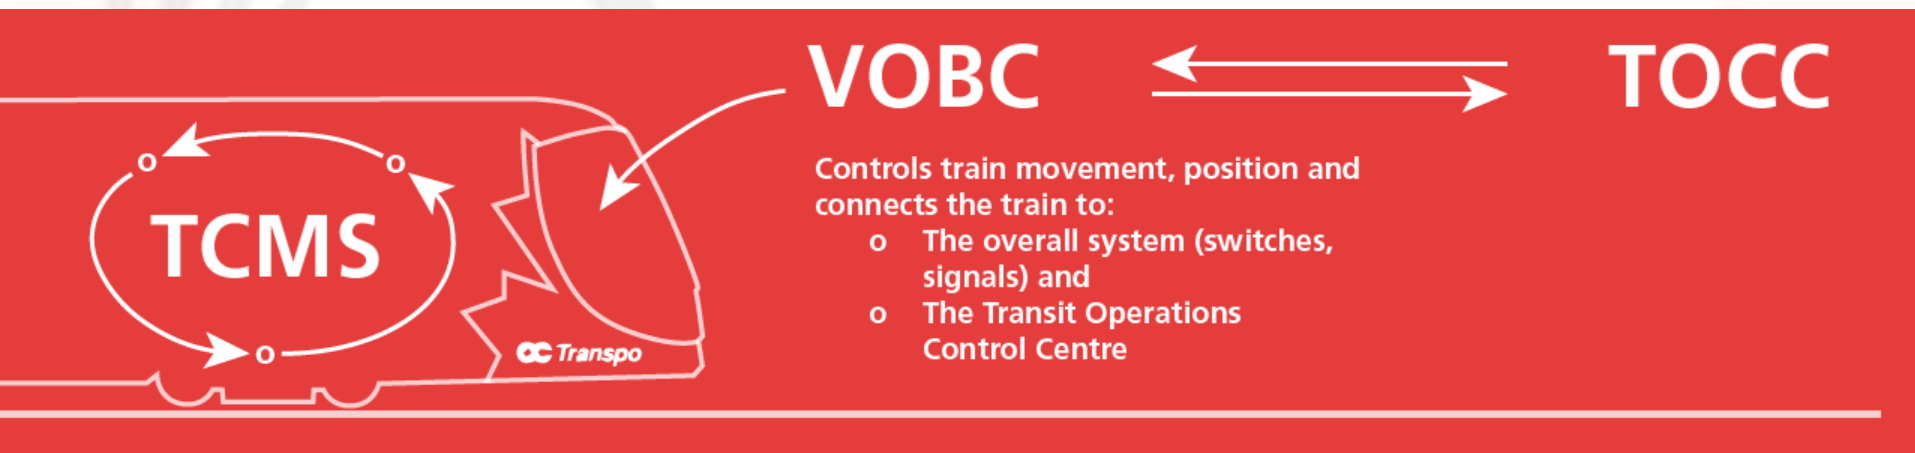 VOBC
TOCC
Controls train movement, position and
connects the train to:
o The overall system (switches,
signals) and
o The Transit Operations
Control Centre
TCMS
OC Transpo